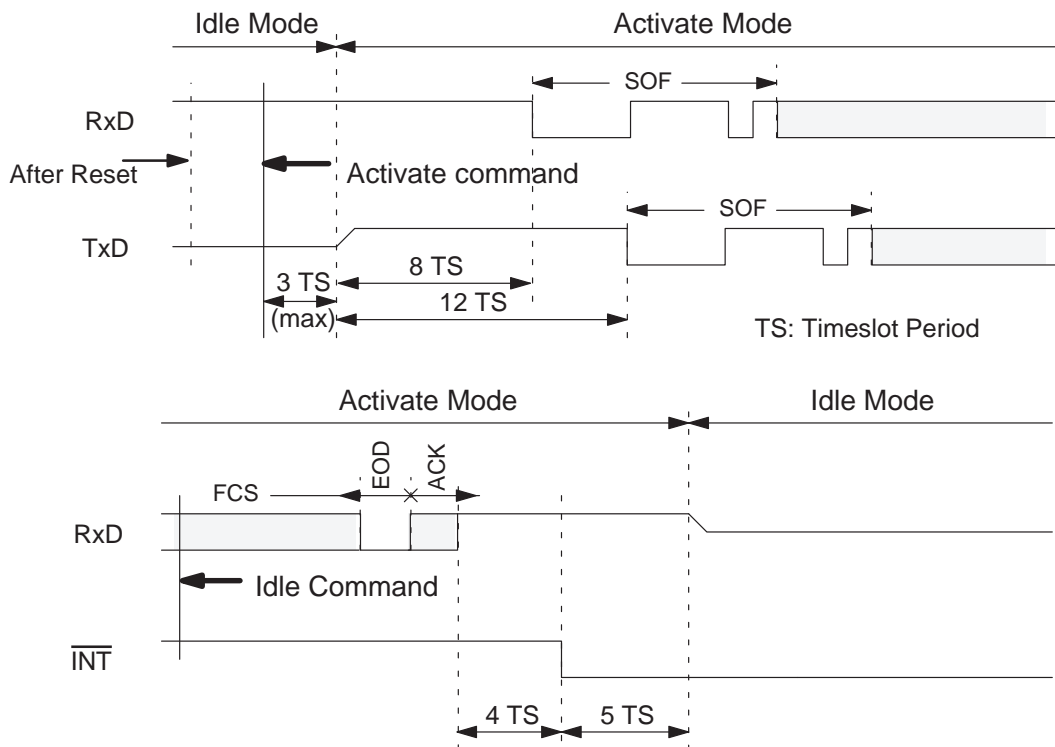 Idle Mode
Activate Mode
SOF
RxD
After Reset
Activate command
SOF
TxD
3 TS
(max)
8 TS
12 TS
TS: Timeslot Period
Activate Mode
Idle Mode
EOD
ACK
FCS
RxD
Idle Command
INT
4 TS
5 TS